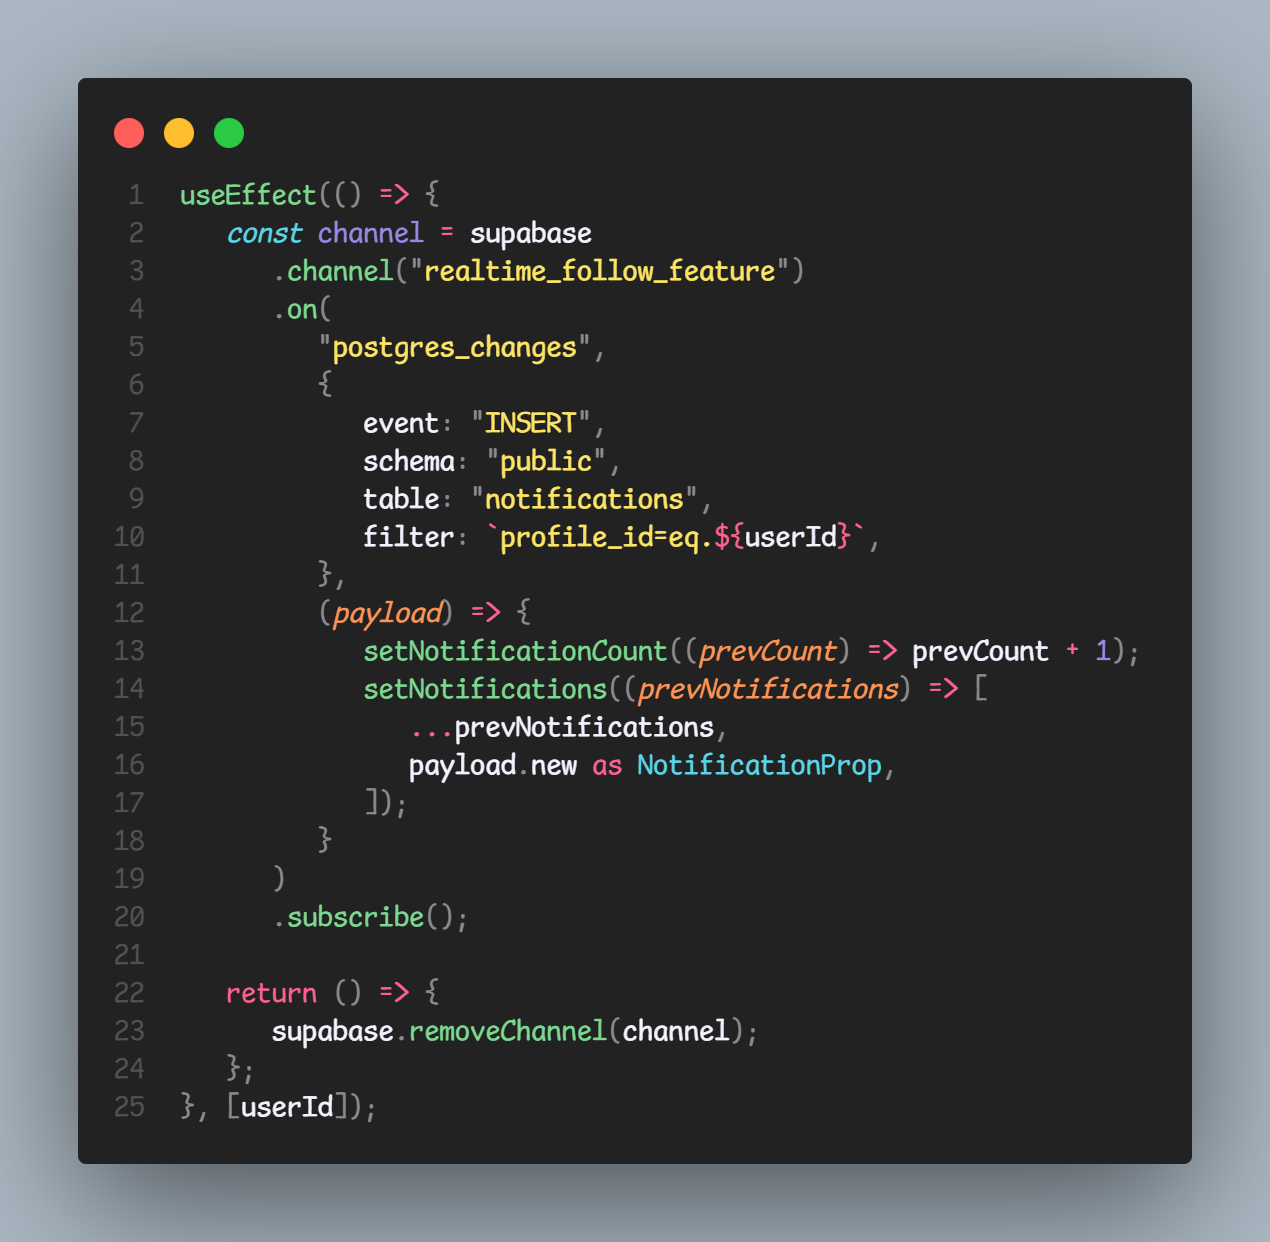 1 useEffect(() => {
2    const channel = supabase
3       .channel("realtime_follow_feature")
4       .on(
5          "postgres_changes",
6          {
7             event: "INSERT",
8             schema: "public",
9             table: "notifications",
10             filter: `profile_id=eq.${userId}`,
11          },
12          (payload) => {
13             setNotificationCount((prevCount) => prevCount + 1);
14             setNotifications((prevNotifications) => [
15                ...prevNotifications,
16                payload.new as NotificationProp,
17             ]);
18          }
19       )
20       .subscribe();
21
22    return () => {
23       supabase.removeChannel(channel);
24    };
25 }, [userId]);